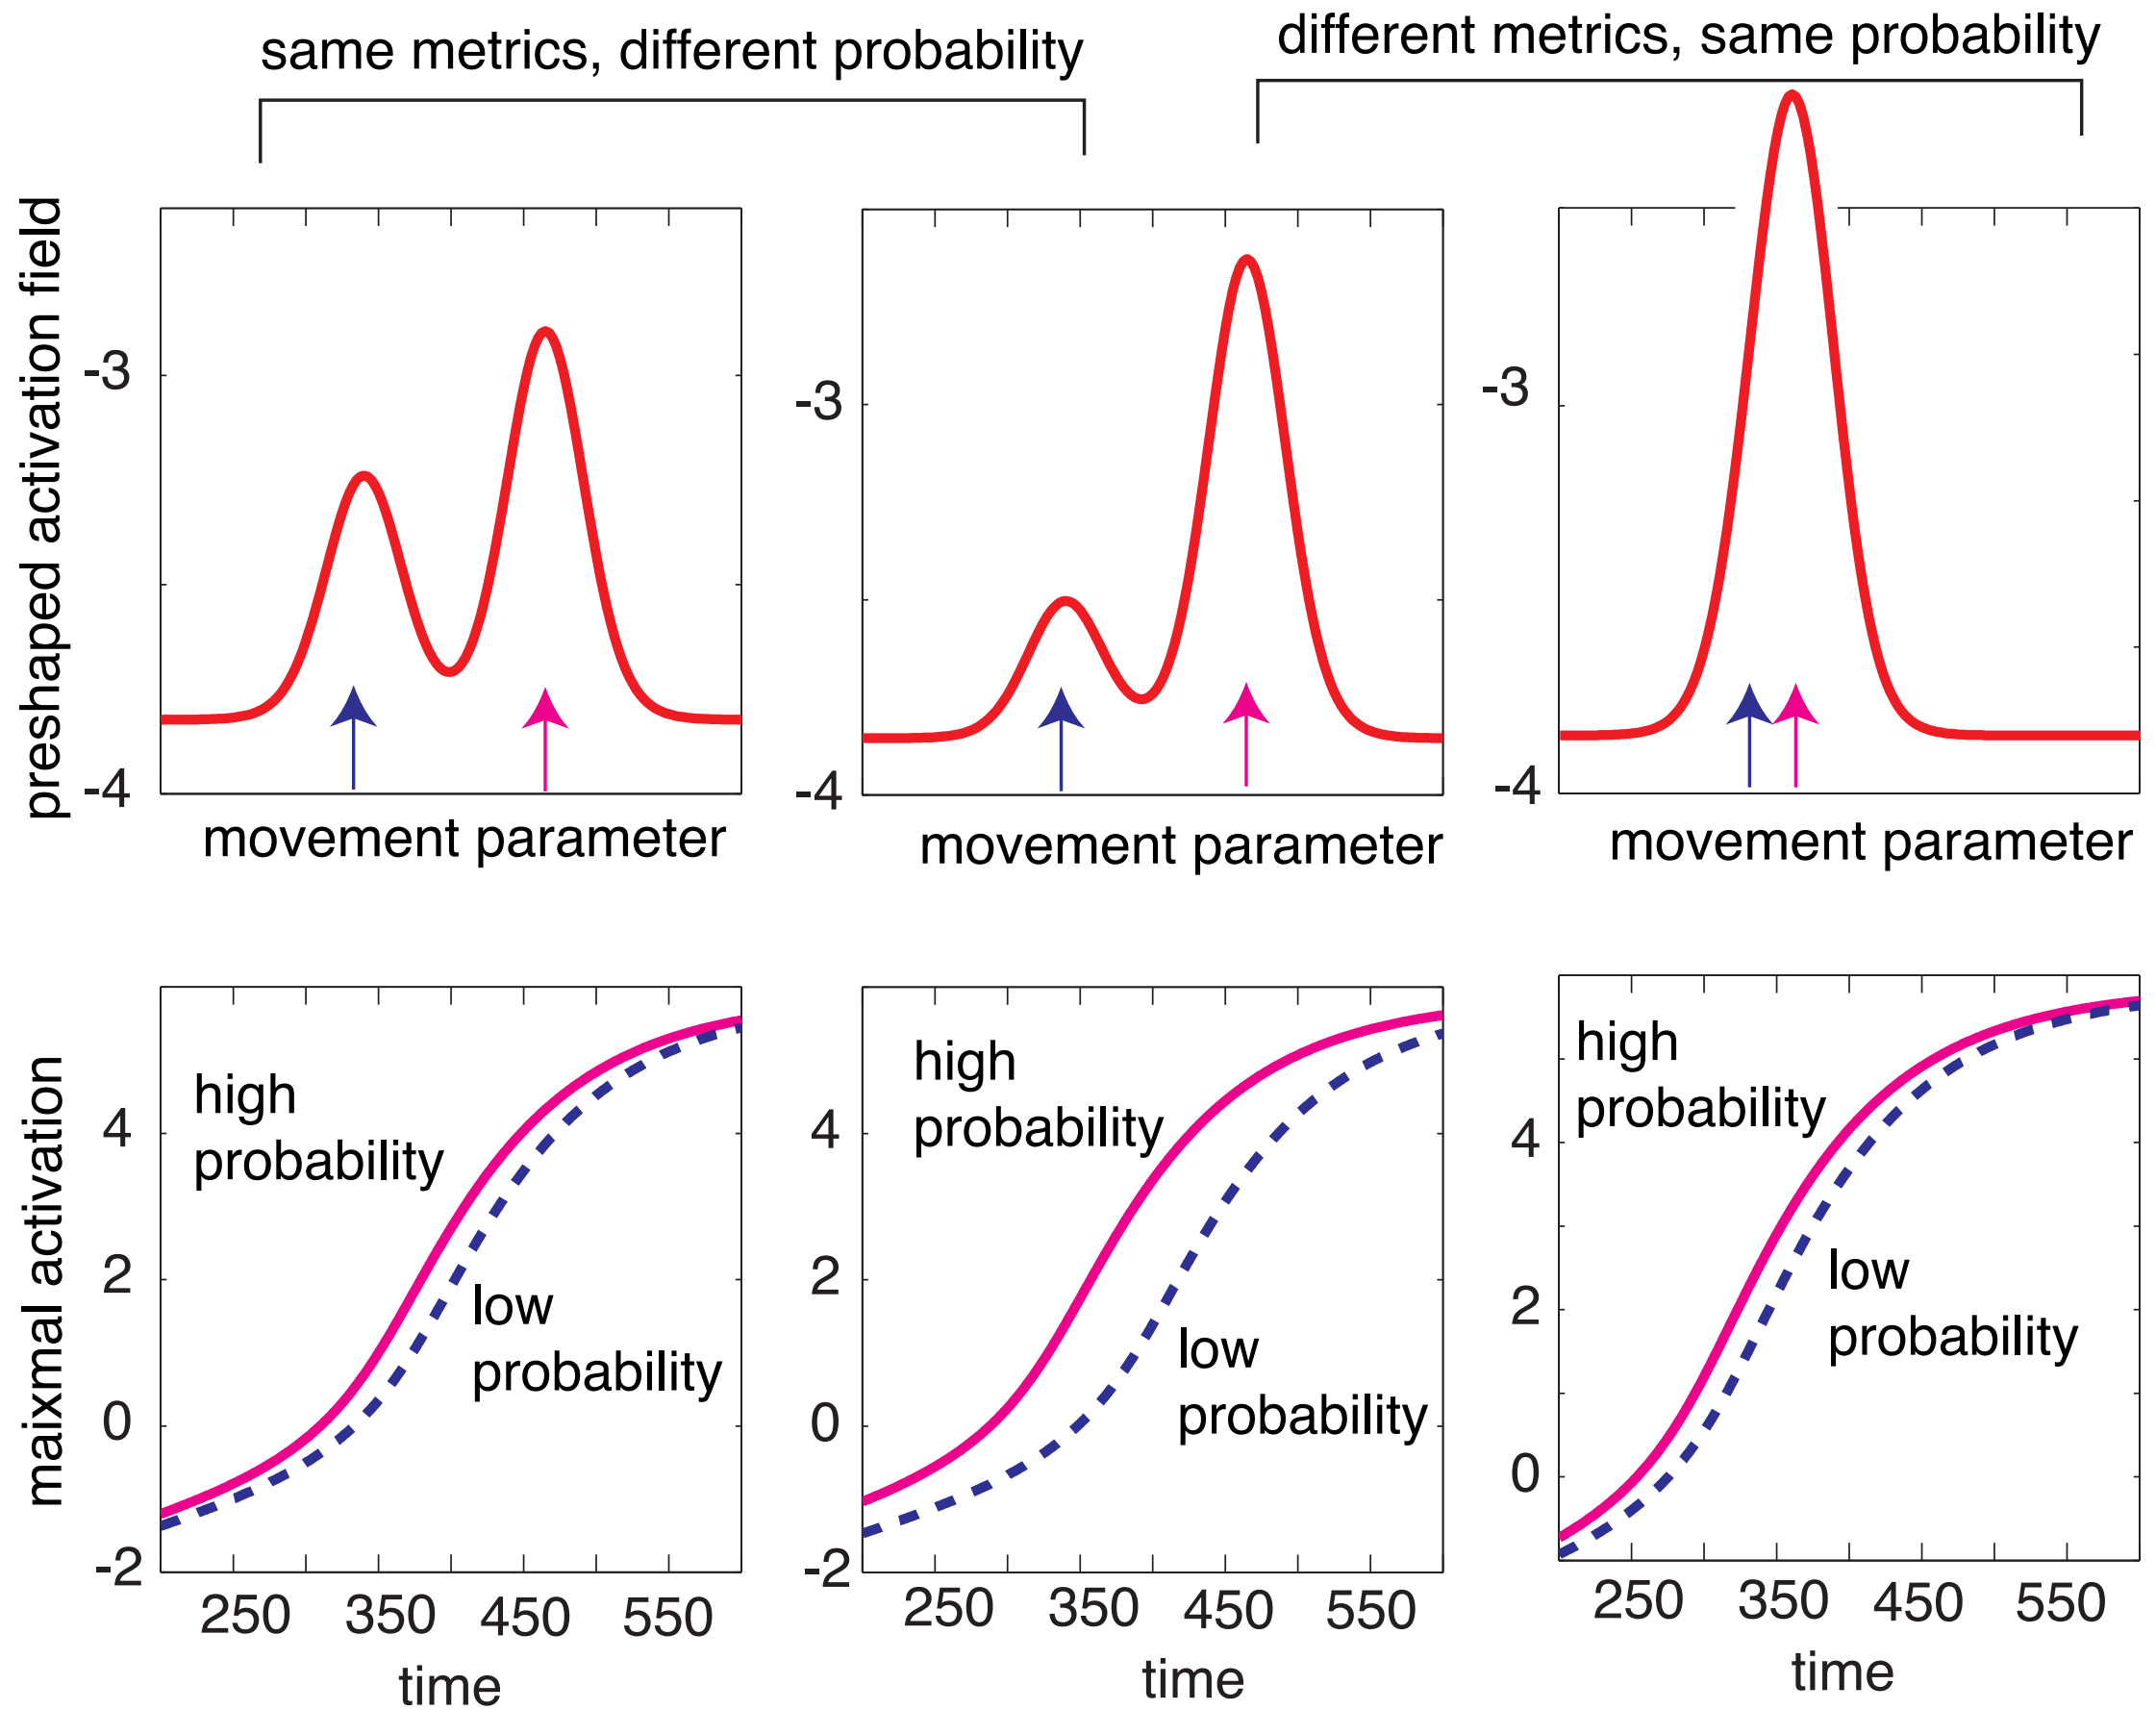 same metrics, different probability
different metrics, same probability
preshaped activation field
-3
-4
movement parameter
-3
-4
movement parameter
-3
-4
movement parameter
maixmal activation
4
2
0
-2
high
probability
low
probability
250 350 450 550
time
4
2
0
-2
high
probability
low
probability
250 350 450 550
time
4
2
0
high
probability
low
probability
250 350 450 550
time